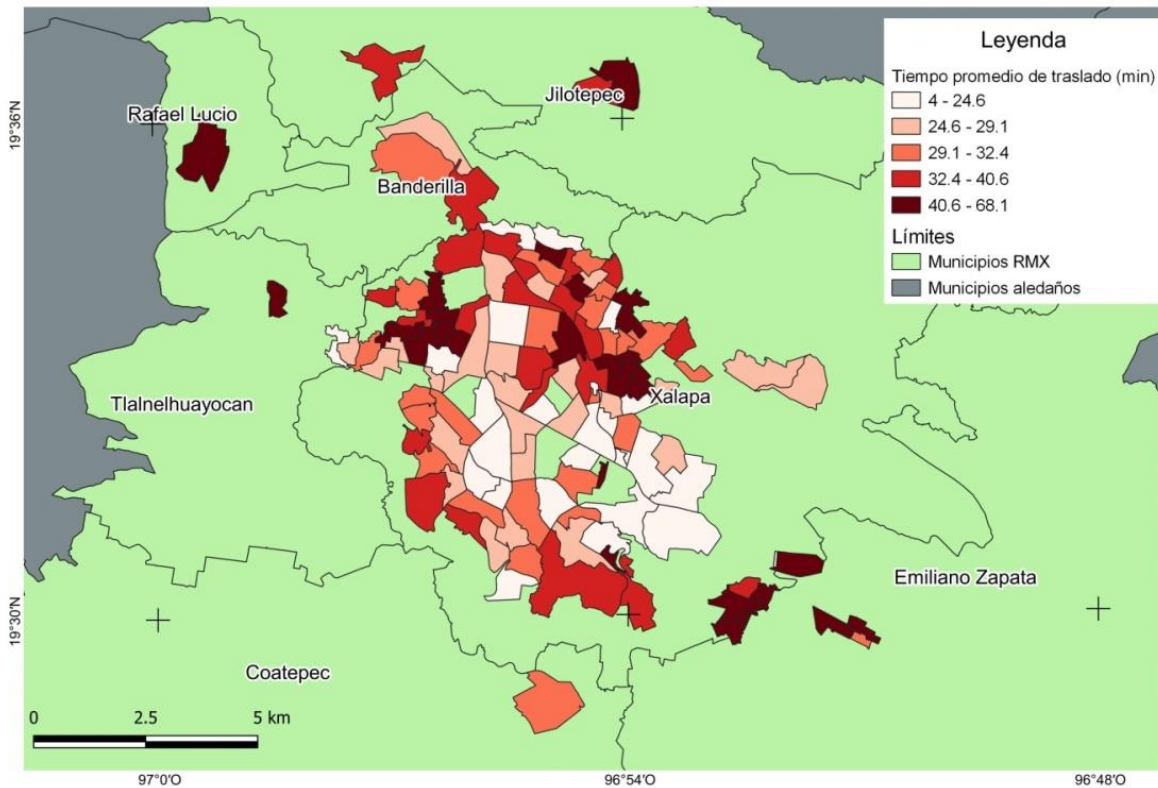 Leyenda
Tiempo promedio de traslado (min)
4 - 24.6
24.6 - 29.1
29.1 - 32.4
32.4 - 40.6
40.6 - 68.1
Límites
Municipios RMX
Municipios aledaños
Jilotepec
Rafael Lucio
Banderilla
Xalapa
Tlalnelhuayocan
Emiliano Zapata
Coatepec
19°36'N
19°30'N
0 2.5 5 km
97°0'O 96°54'O 96°48'O